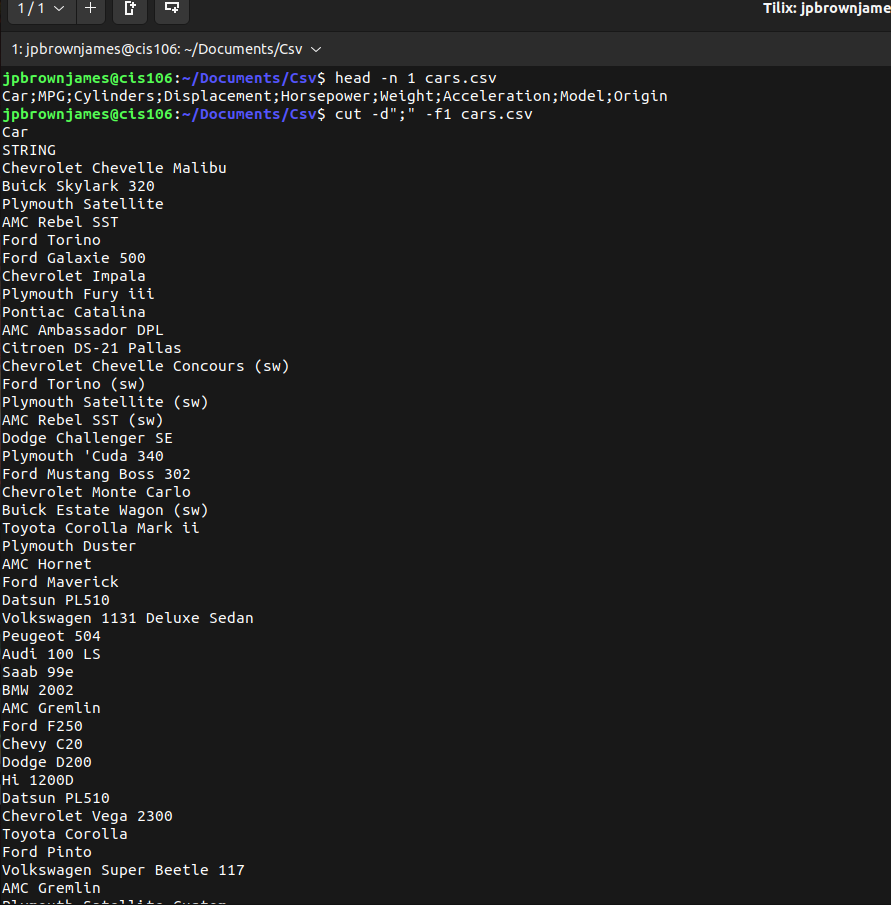 1 / 1
Tilix: jpbrownjame
1: jpbrownjames@cis106: ~/Documents/Csv
jpbrownjames@cis106:~/Documents/Csv$ head -n 1 cars.csv
Car;MPG;Cylinders;Displacement;Horsepower;Weight;Acceleration;Model;Origin
jpbrownjames@cis106:~/Documents/Csv$ cut -d";" -f1 cars.csv
Car
STRING
Chevrolet Chevelle Malibu
Buick Skylark 320
Plymouth Satellite
AMC Rebel SST
Ford Torino
Ford Galaxie 500
Chevrolet Impala
Plymouth Fury iii
Pontiac Catalina
AMC Ambassador DPL
Citroen DS-21 Pallas
Chevrolet Chevelle Concours (sw)
Ford Torino (sw)
Plymouth Satellite (sw)
AMC Rebel SST (sw)
Dodge Challenger SE
Plymouth 'Cuda 340
Ford Mustang Boss 302
Chevrolet Monte Carlo
Buick Estate Wagon (sw)
Toyota Corolla Mark ii
Plymouth Duster
AMC Hornet
Ford Maverick
Datsun PL510
Volkswagen 1131 Deluxe Sedan
Peugeot 504
Audi 100 LS
Saab 99e
BMW 2002
AMC Gremlin
Ford F250
Chevy C20
Dodge D200
Hi 1200D
Datsun PL510
Chevrolet Vega 2300
Toyota Corolla
Ford Pinto
Volkswagen Super Beetle 117
AMC Gremlin
Plymouth Satellite Custom